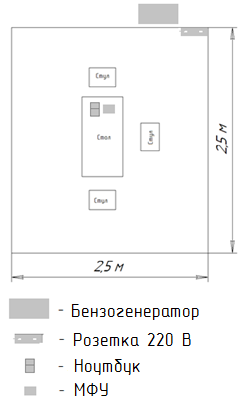 Стул
Стол
Стул
Стул
2,5 м
2,5 м
- Бензогенератор
- Розетка 220 В
- Ноутбук
- МФУ